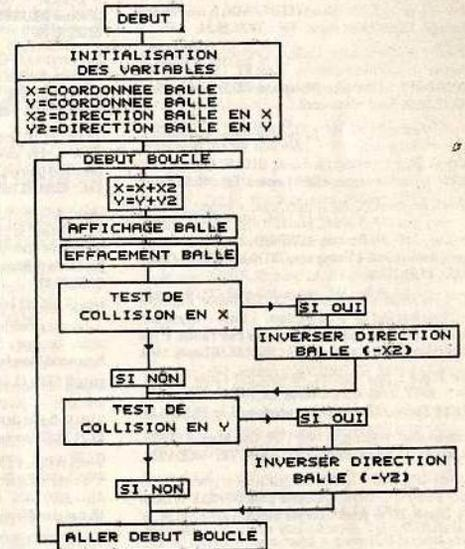 DEBUT
INITIALISATION
DES VARIABLES
X=COORDONNEE BALLE
Y=COORDONNEE BALLE
X2=DIRECTION BALLE EN X
Y2=DIRECTION BALLE EN Y
DEBUT BOUCLE
X=X+X2
Y=Y+Y2
AFFICHAGE BALLE
EFFACEMENT BALLE
TEST DE
COLLISION EN X
SI OUI
INVERSER DIRECTION
BALLE (-X2)
SI NON
TEST DE
COLLISION EN Y
SI OUI
INVERSER DIRECTION
BALLE (-Y2)
SI NON
ALLER DEBUT BOUCLE